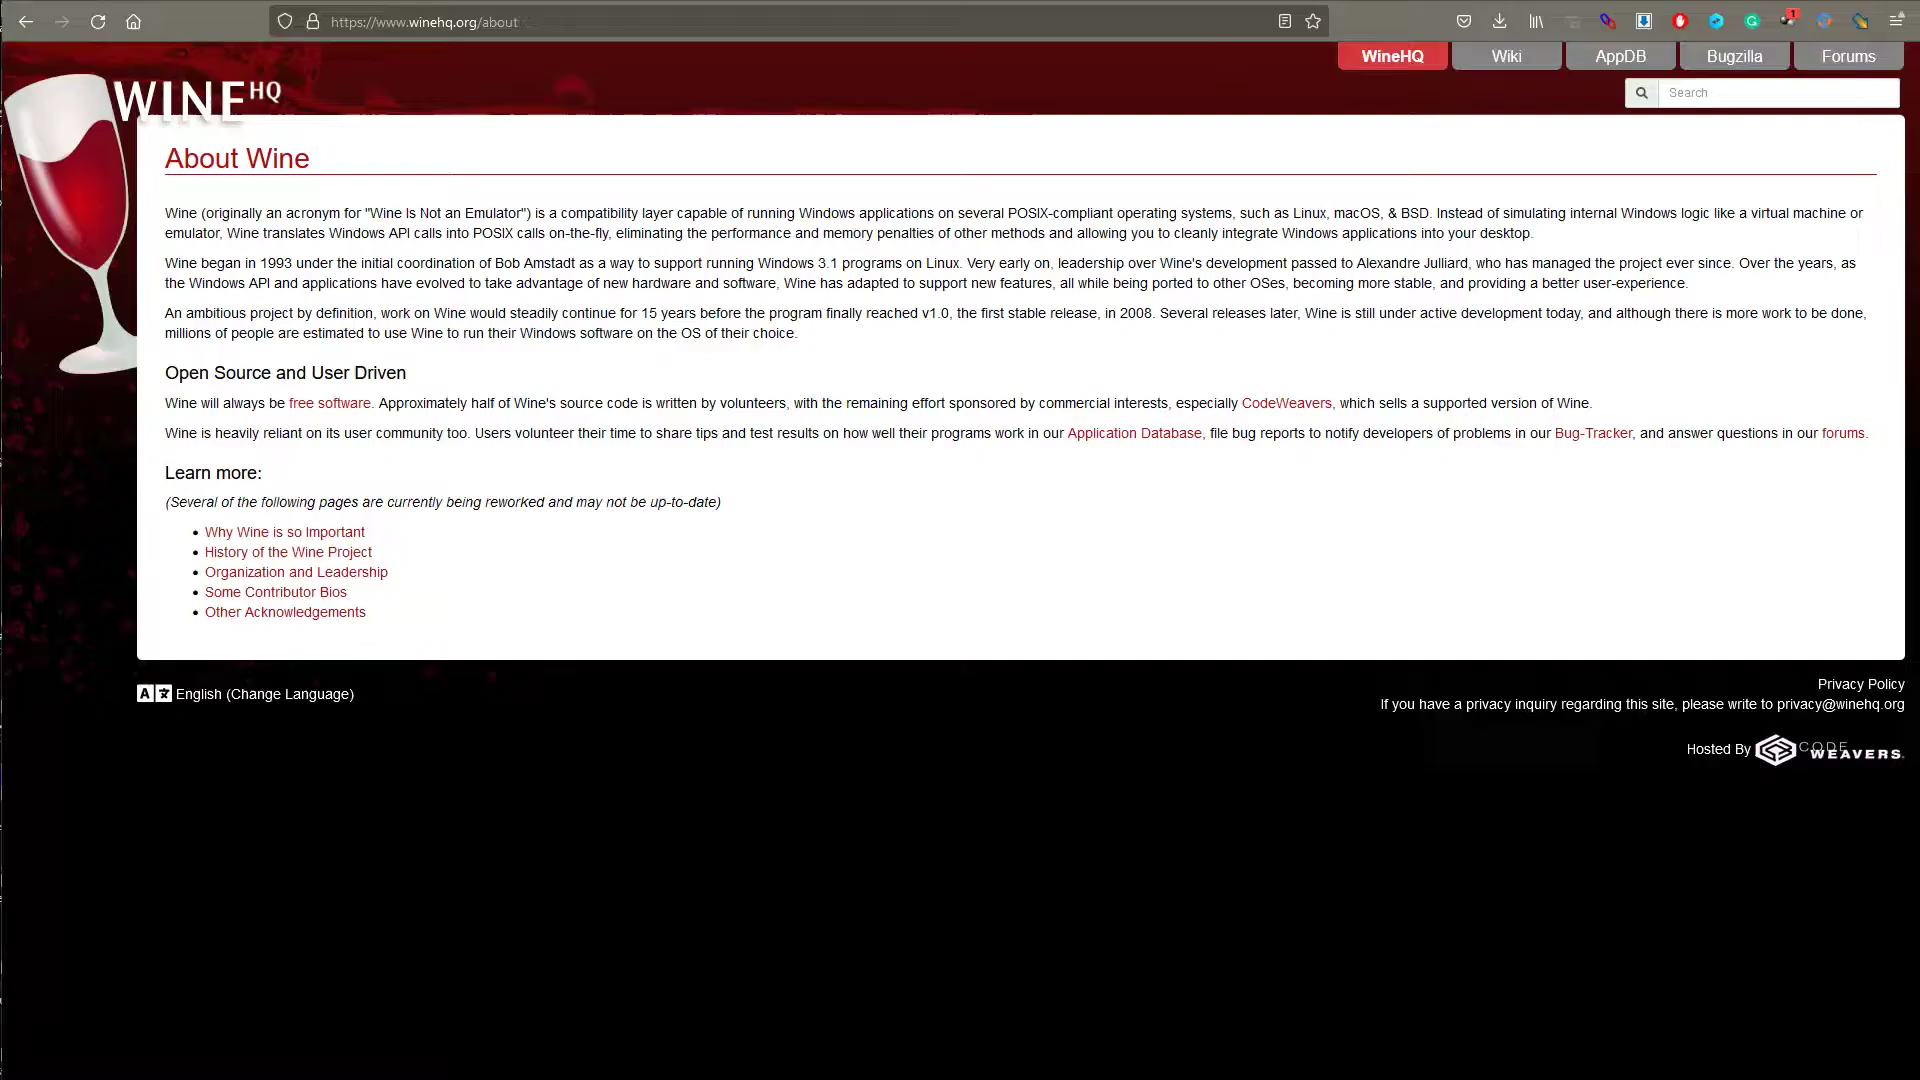 https://www.winehq.org/about
1
WineHQ
Wiki
AppDB
Bugzilla
Forums
WINEHQ
Search
About Wine
Wine (originally an acronym for "Wine Is Not an Emulator") is a compatibility layer capable of running Windows applications on several POSIX-compliant operating systems, such as Linux, macOS, & BSD. Instead of simulating internal Windows logic like a virtual machine or
emulator, Wine translates Windows API calls into POSIX calls on-the-fly, eliminating the performance and memory penalties of other methods and allowing you to cleanly integrate Windows applications into your desktop.
Wine began in 1993 under the initial coordination of Bob Amstadt as a way to support running Windows 3.1 programs on Linux. Very early on, leadership over Wine's development passed to Alexandre Julliard, who has managed the project ever since. Over the years, as
the Windows API and applications have evolved to take advantage of new hardware and software, Wine has adapted to support new features, all while being ported to other OSes, becoming more stable, and providing a better user-experience.
An ambitious project by definition, work on Wine would steadily continue for 15 years before the program finally reached v1.0, the first stable release, in 2008. Several releases later, Wine is still under active development today, and although there is more work to be done,
millions of people are estimated to use Wine to run their Windows software on the OS of their choice.
Open Source and User Driven
Wine will always be free software. Approximately half of Wine's source code is written by volunteers, with the remaining effort sponsored by commercial interests, especially CodeWeavers, which sells a supported version of Wine.
Wine is heavily reliant on its user community too. Users volunteer their time to share tips and test results on how well their programs work in our Application Database, file bug reports to notify developers of problems in our Bug-Tracker, and answer questions in our forums.
Learn more:
(Several of the following pages are currently being reworked and may not be up-to-date)
• Why Wine is so Important
• History of the Wine Project
• Organization and Leadership
• Some Contributor Bios
• Other Acknowledgements
English (Change Language)
Privacy Policy
If you have a privacy inquiry regarding this site, please write to privacy@winehq.org
Hosted By CODE WEAVERS